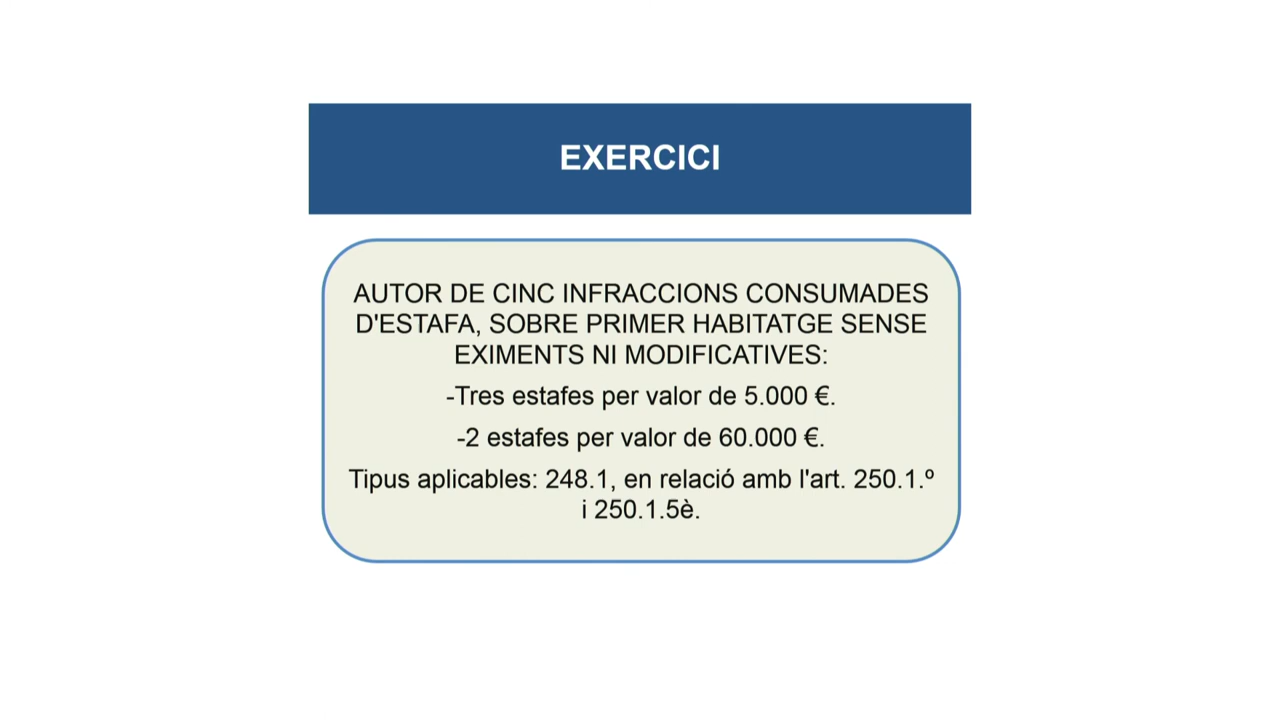 EXERCICI
AUTOR DE CINC INFRACCIONS CONSUMADES
D'ESTAFA, SOBRE PRIMER HABITATGE SENSE
EXIMENTS NI MODIFICATIVES:
-Tres estafes per valor de 5.000 €.
-2 estafes per valor de 60.000 €.
Tipus aplicables: 248.1, en relació amb l'art. 250.1.º
i 250.1.5è.